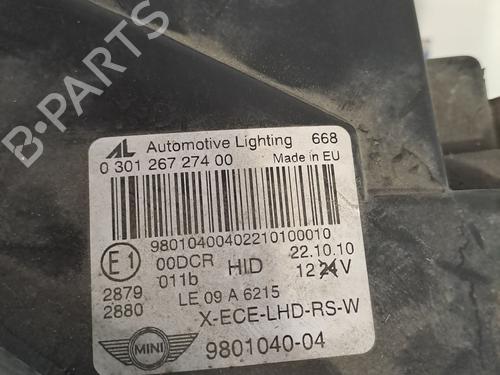 B-PARTS
AL Automotive Lighting 668
0 301 267 274 00 Made in EU
98010400402210100010
E1 00DCR HID 22.10.10
011b 12 24 V
2879 LE 09 A 6215
2880 X-ECE-LHD-RS-W
MINI 9801040-04